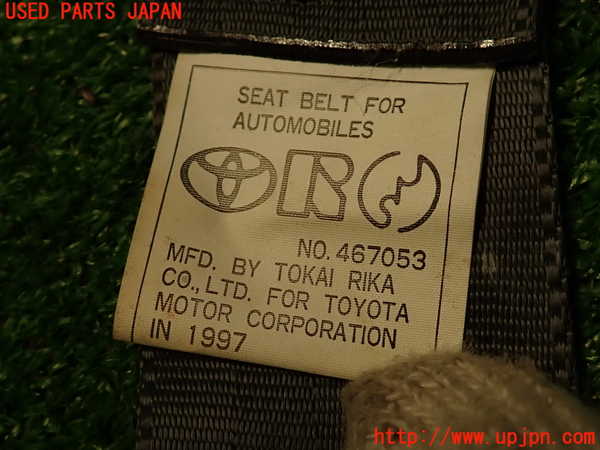 USED PARTS JAPAN
SEAT BELT FOR
AUTOMOBILES
R
NO. 467053
MFD. BY TOKAI RIKA
CO., LTD. FOR TOYOTA
MOTOR CORPORATION
IN 1997
http://www.upjpn.com/